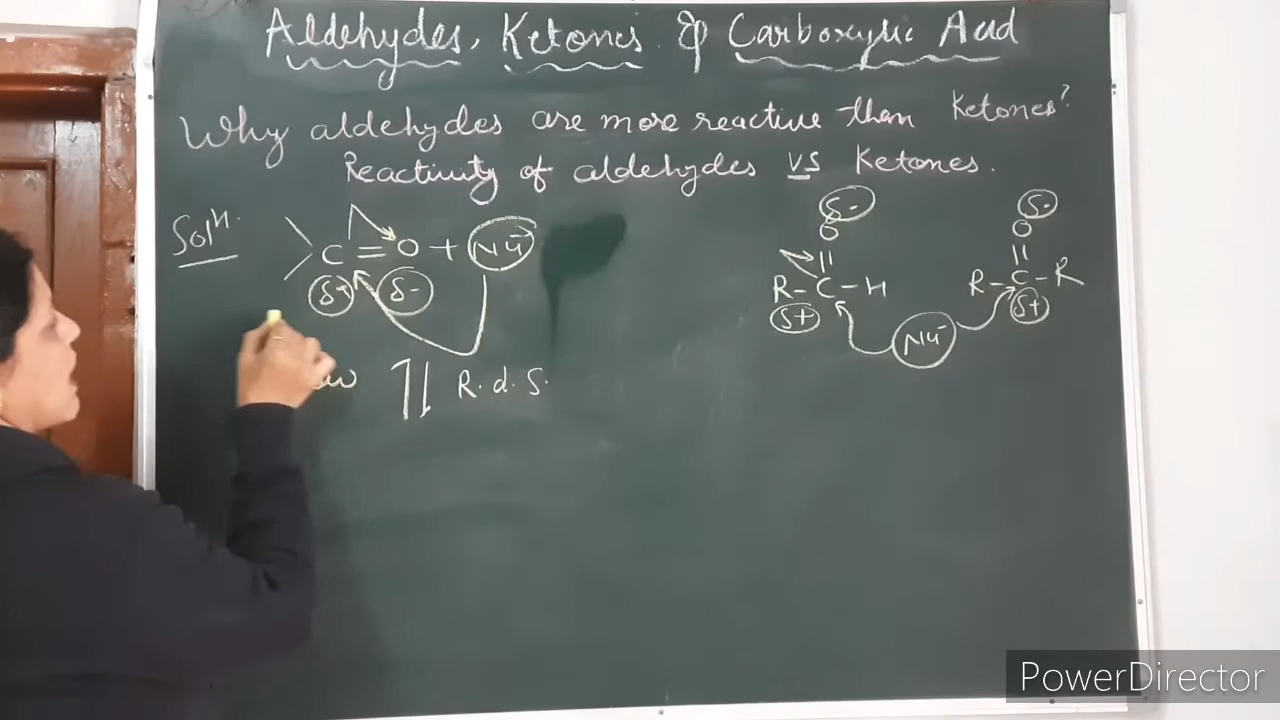 Aldehydes, Ketones & Carboxylic Acid
Why aldehydes are more reactive than Ketones?
Reactivity of aldehydes vs Ketones.
Solⁿ.
C = O + Nu⁻
δ+ δ-
R.d.S.
δ-
O
||
R-C-H
δ+
Nu⁻
δ-
O
||
R-C-R
δ+
PowerDirector